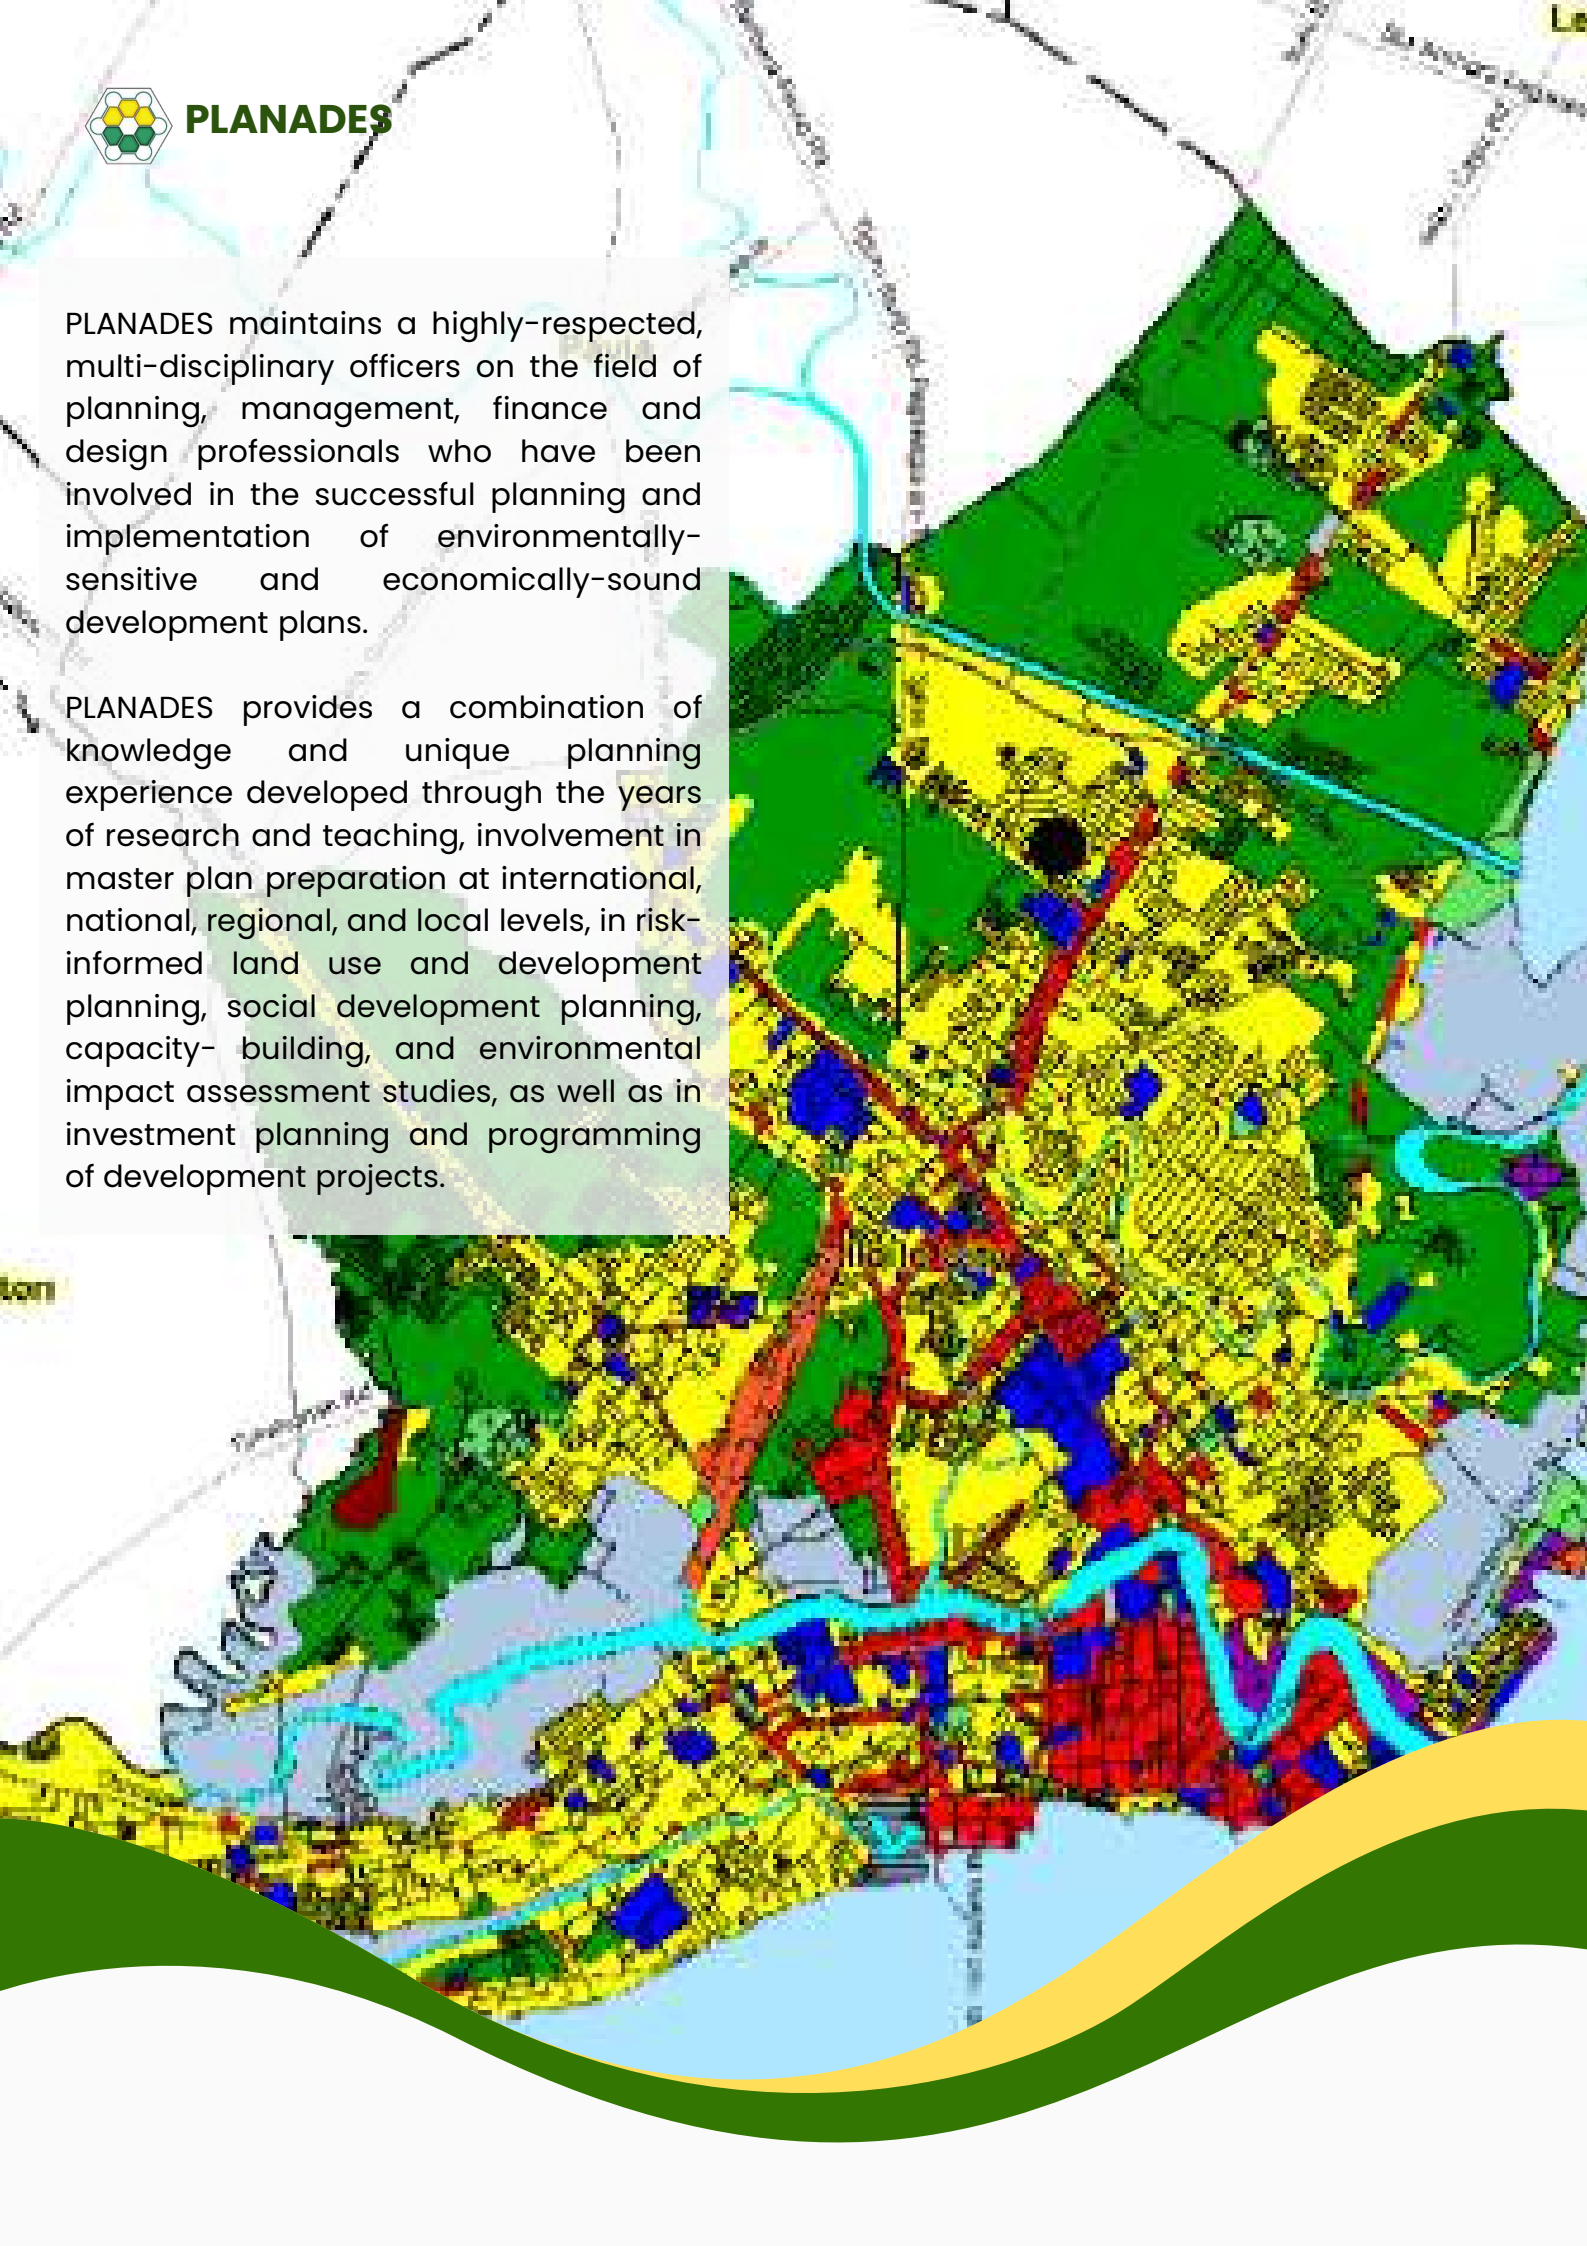 PLANADES
PLANADES maintains a highly-respected,
multi-disciplinary officers on the field of
planning, management, finance and
design professionals who have been
involved in the successful planning and
implementation of environmentally-
sensitive and economically-sound
development plans.
PLANADES provides a combination of
knowledge and unique planning
experience developed through the years
of research and teaching, involvement in
master plan preparation at international,
national, regional, and local levels, in risk-
informed land use and development
planning, social development planning,
capacity- building, and environmental
impact assessment studies, as well as in
investment planning and programming
of development projects.